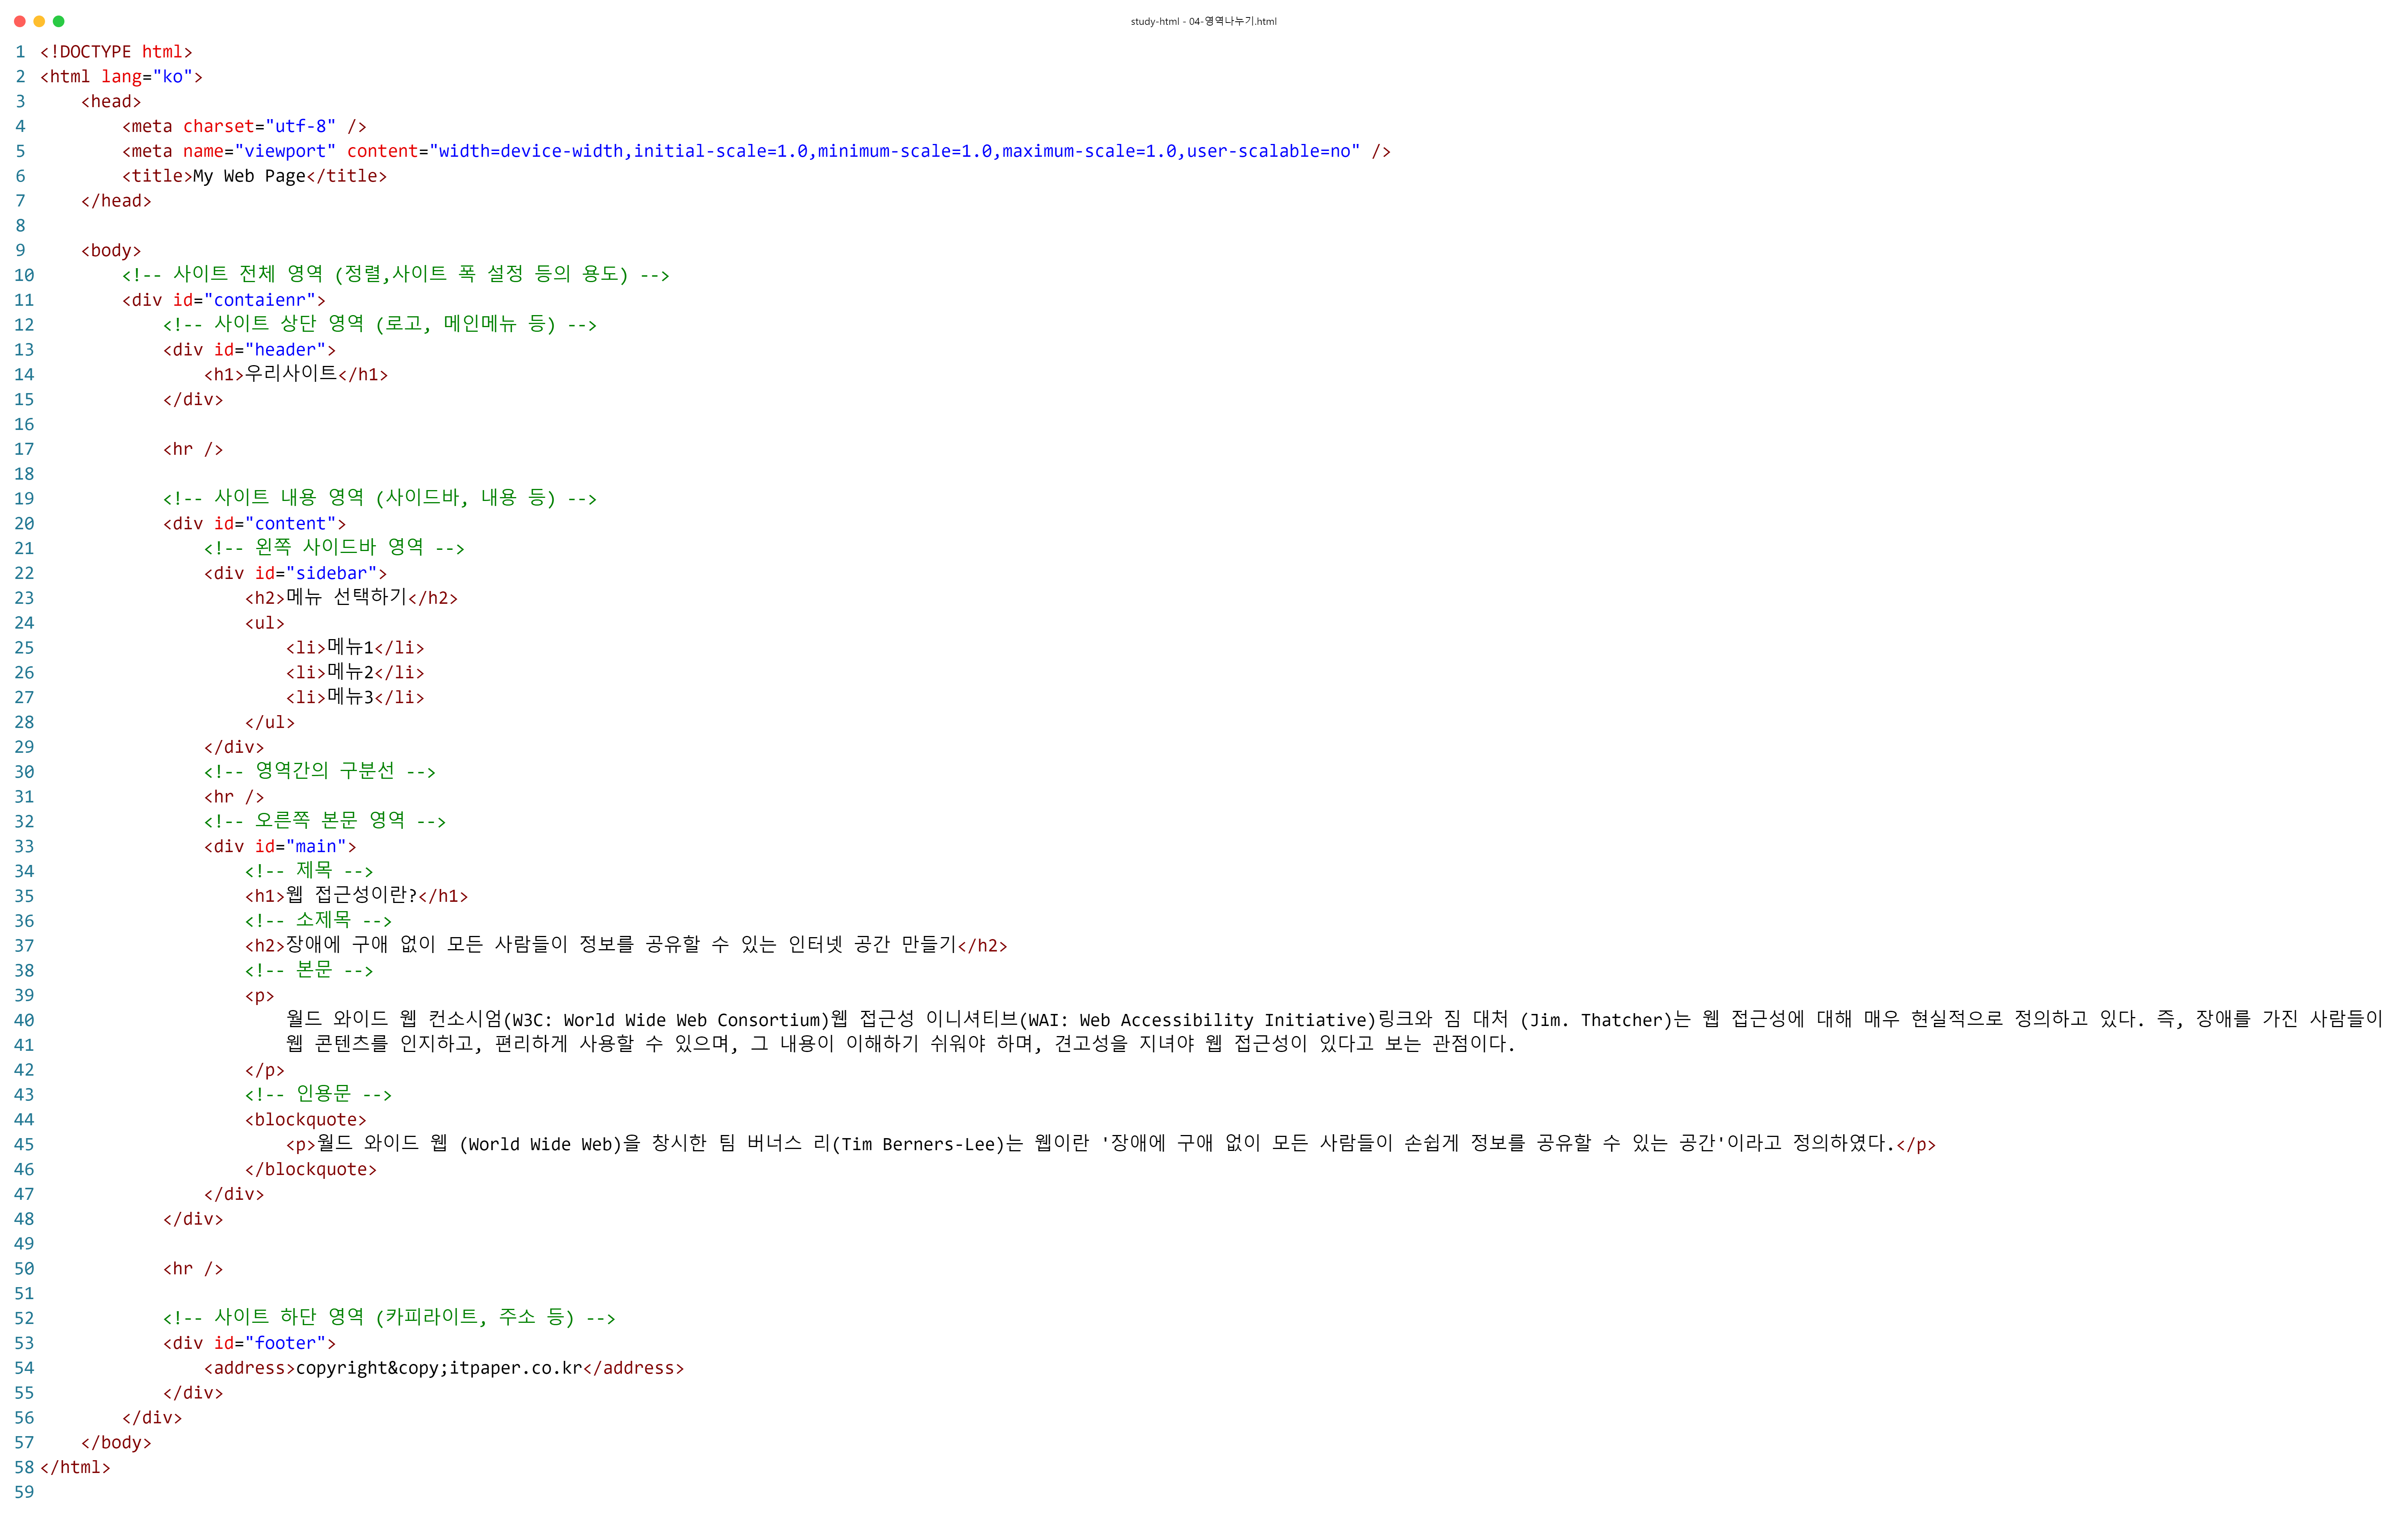 study-html - 04-영역나누기.html
1 <!DOCTYPE html>
2 <html lang="ko">
3     <head>
4         <meta charset="utf-8" />
5         <meta name="viewport" content="width=device-width,initial-scale=1.0,minimum-scale=1.0,maximum-scale=1.0,user-scalable=no" />
6         <title>My Web Page</title>
7     </head>
8
9     <body>
10         <!-- 사이트 전체 영역 (정렬,사이트 폭 설정 등의 용도) -->
11         <div id="contaienr">
12             <!-- 사이트 상단 영역 (로고, 메인메뉴 등) -->
13             <div id="header">
14                 <h1>우리사이트</h1>
15             </div>
16
17             <hr />
18
19             <!-- 사이트 내용 영역 (사이드바, 내용 등) -->
20             <div id="content">
21                 <!-- 왼쪽 사이드바 영역 -->
22                 <div id="sidebar">
23                     <h2>메뉴 선택하기</h2>
24                     <ul>
25                         <li>메뉴1</li>
26                         <li>메뉴2</li>
27                         <li>메뉴3</li>
28                     </ul>
29                 </div>
30                 <!-- 영역간의 구분선 -->
31                 <hr />
32                 <!-- 오른쪽 본문 영역 -->
33                 <div id="main">
34                     <!-- 제목 -->
35                     <h1>웹 접근성이란?</h1>
36                     <!-- 소제목 -->
37                     <h2>장애에 구애 없이 모든 사람들이 정보를 공유할 수 있는 인터넷 공간 만들기</h2>
38                     <!-- 본문 -->
39                     <p>
40                         월드 와이드 웹 컨소시엄(W3C: World Wide Web Consortium)웹 접근성 이니셔티브(WAI: Web Accessibility Initiative)링크와 짐 대처 (Jim. Thatcher)는 웹 접근성에 대해 매우 현실적으로 정의하고 있다. 즉, 장애를 가진 사람들이
41                         웹 콘텐츠를 인지하고, 편리하게 사용할 수 있으며, 그 내용이 이해하기 쉬워야 하며, 견고성을 지녀야 웹 접근성이 있다고 보는 관점이다.
42                     </p>
43                     <!-- 인용문 -->
44                     <blockquote>
45                         <p>월드 와이드 웹 (World Wide Web)을 창시한 팀 버너스 리(Tim Berners-Lee)는 웹이란 '장애에 구애 없이 모든 사람들이 손쉽게 정보를 공유할 수 있는 공간'이라고 정의하였다.</p>
46                     </blockquote>
47                 </div>
48             </div>
49
50             <hr />
51
52             <!-- 사이트 하단 영역 (카피라이트, 주소 등) -->
53             <div id="footer">
54                 <address>copyright&copy;itpaper.co.kr</address>
55             </div>
56         </div>
57     </body>
58 </html>
59